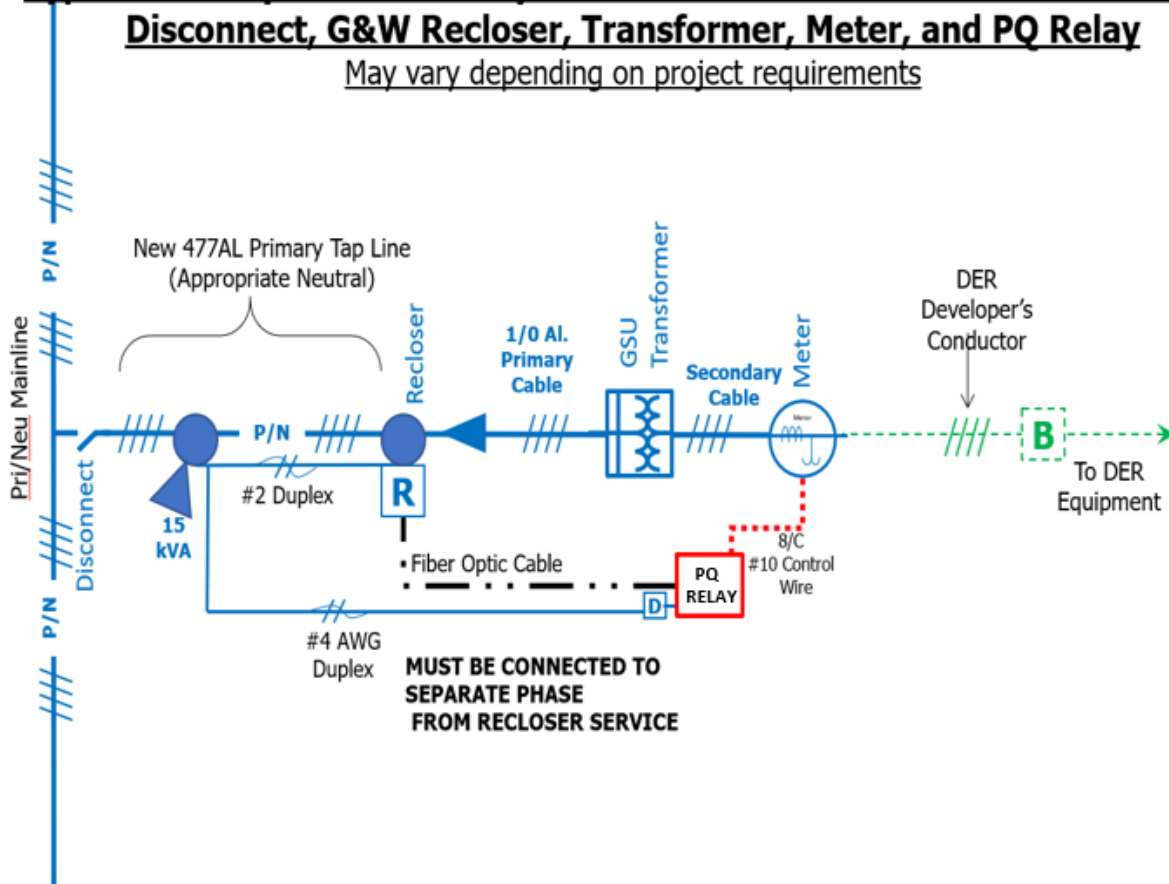 Disconnect, G&W Recloser, Transformer, Meter, and PQ Relay
May vary depending on project requirements
P/N
New 477AL Primary Tap Line
(Appropriate Neutral)
Pri/Neu Mainline
Disconnect
P/N
15
kVA
P/N
#2 Duplex
Recloser
R
1/0 Al.
Primary
Cable
GSU
Transformer
Secondary
Cable
Meter
Meter
DER
Developer's
Conductor
B
To DER
Equipment
Fiber Optic Cable
PQ
RELAY
D
8/C
#10 Control
Wire
#4 AWG
Duplex
MUST BE CONNECTED TO
SEPARATE PHASE
FROM RECLOSER SERVICE